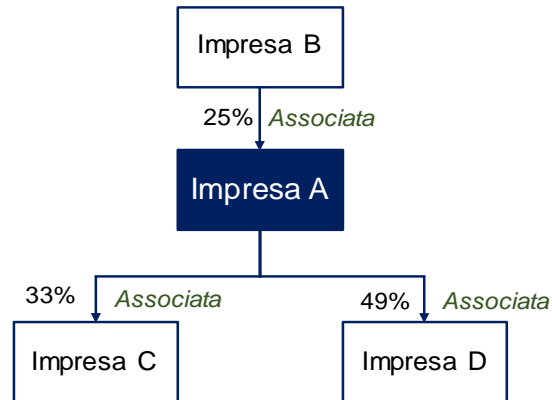 Impresa B
25% Associata
Impresa A
33% Associata
49% Associata
Impresa C
Impresa D